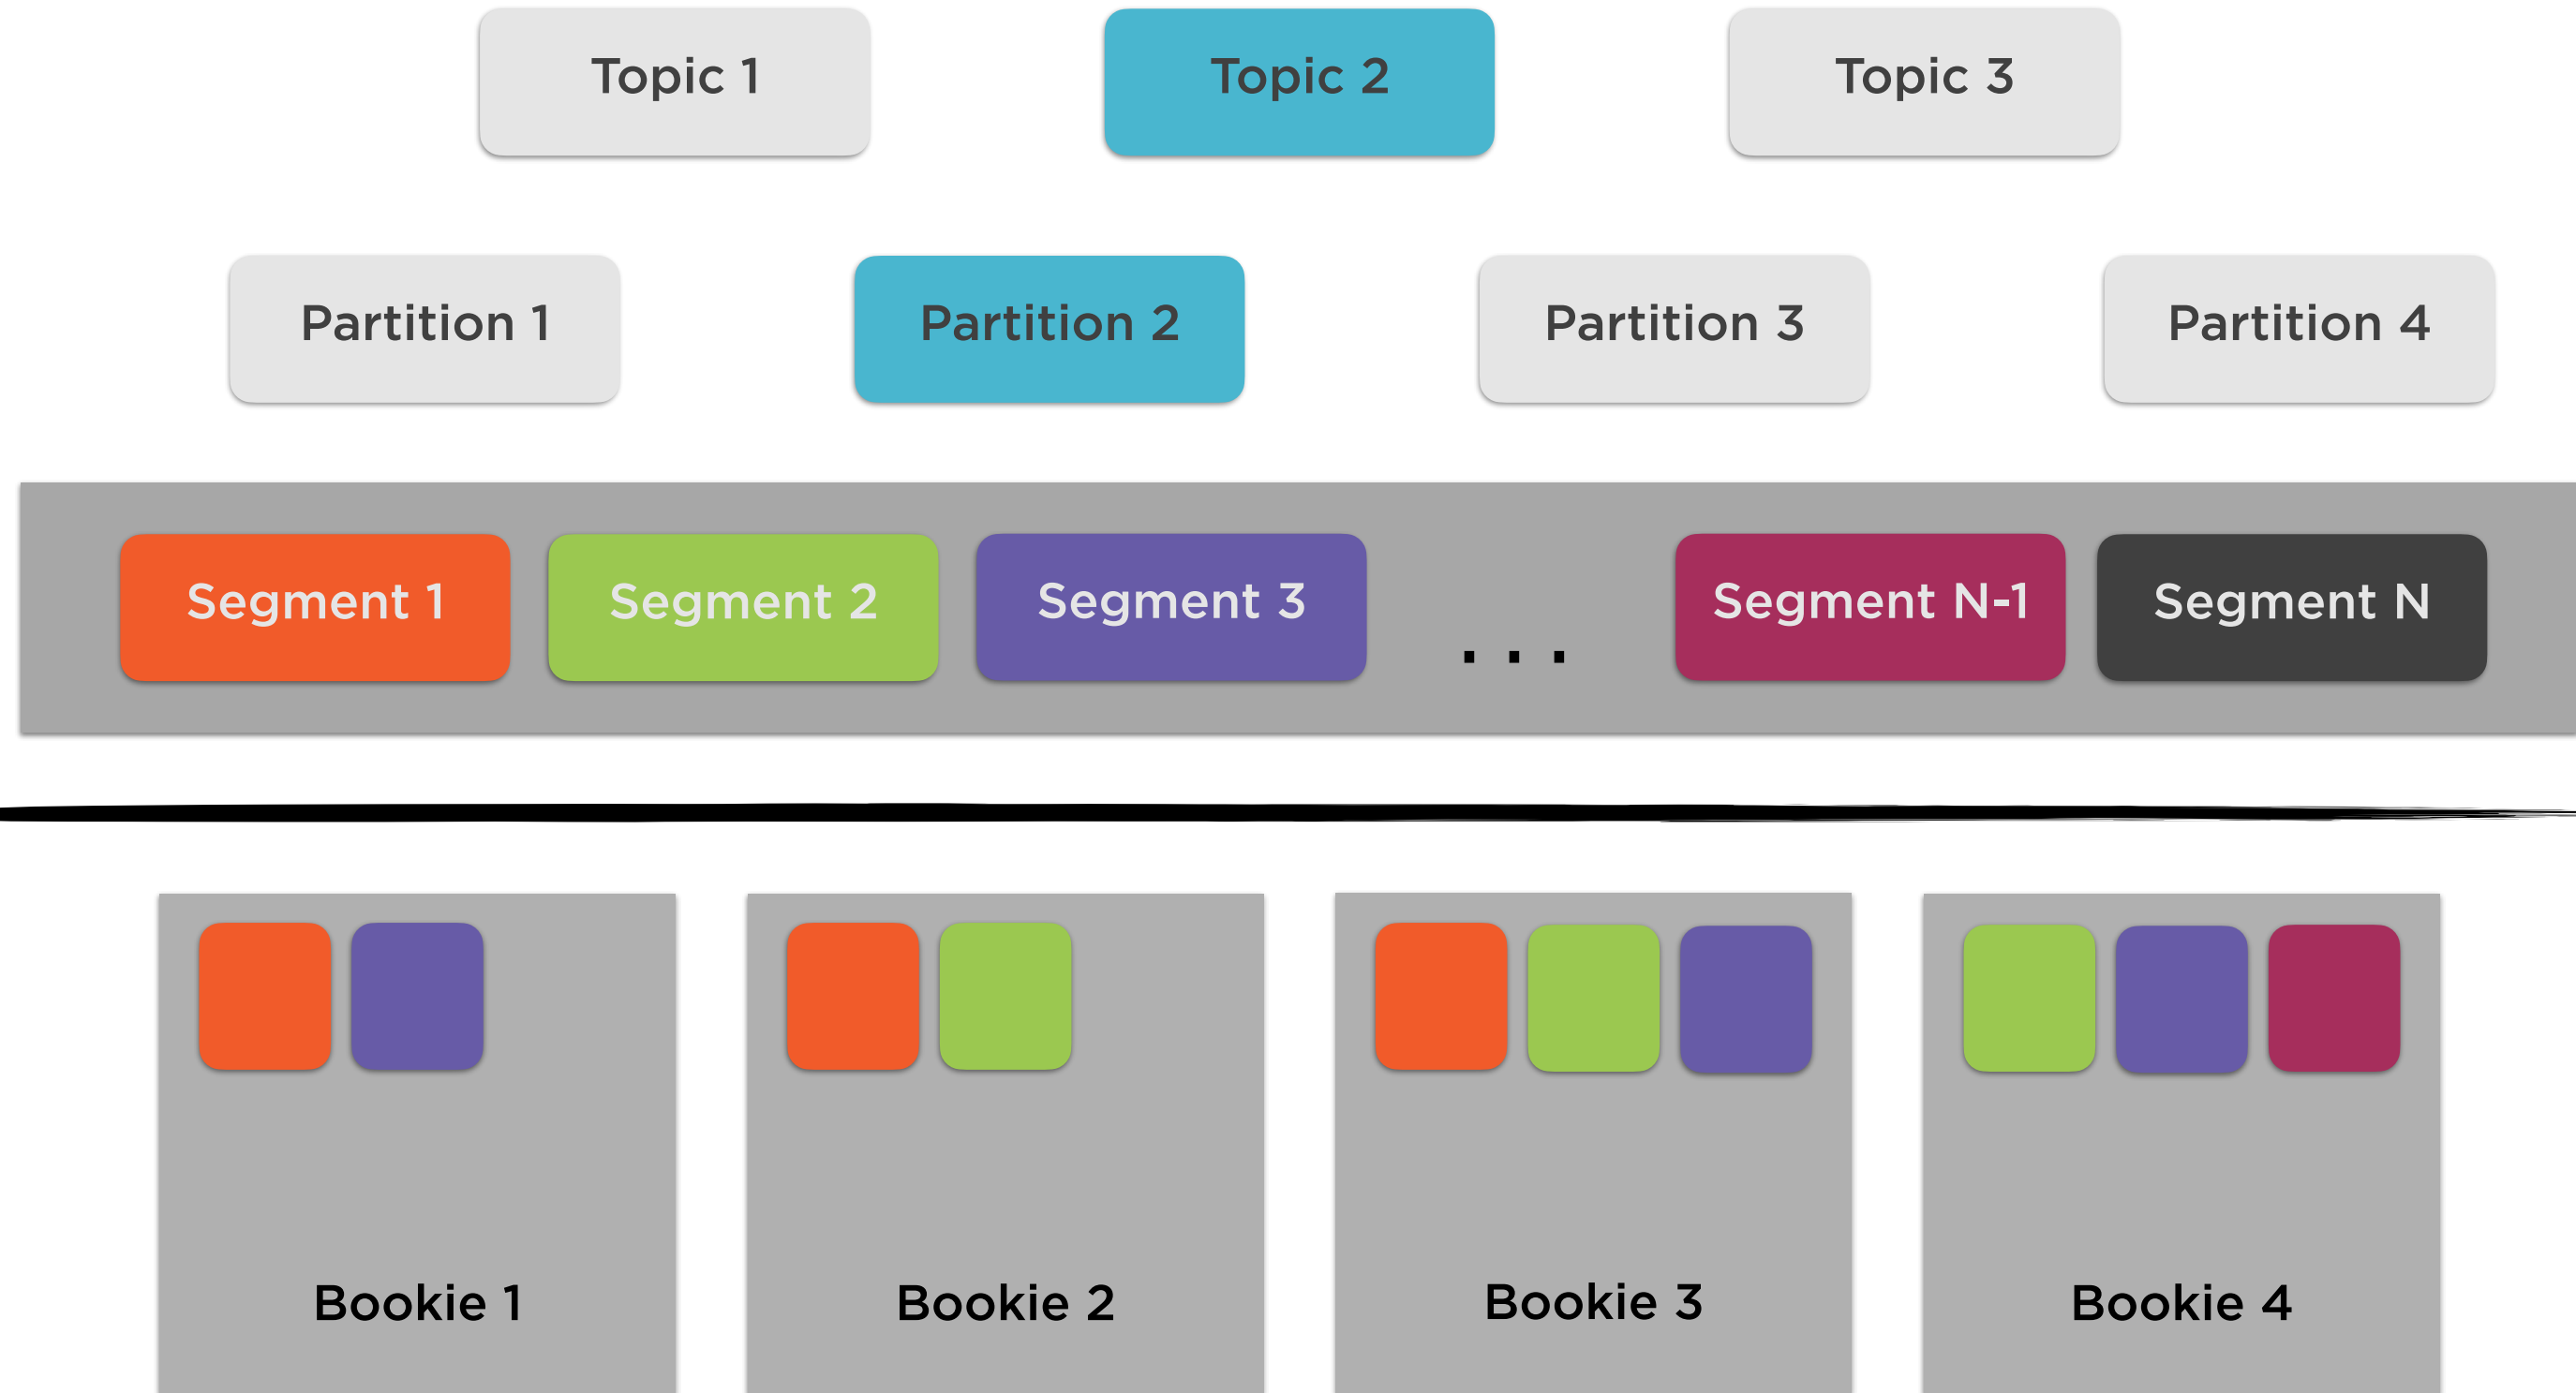 Topic 1
Topic 2
Topic 3
Partition 1
Partition 2
Partition 3
Partition 4
Segment 1
Segment 2
Segment 3
...
Segment N-1
Segment N
Bookie 1
Bookie 2
Bookie 3
Bookie 4